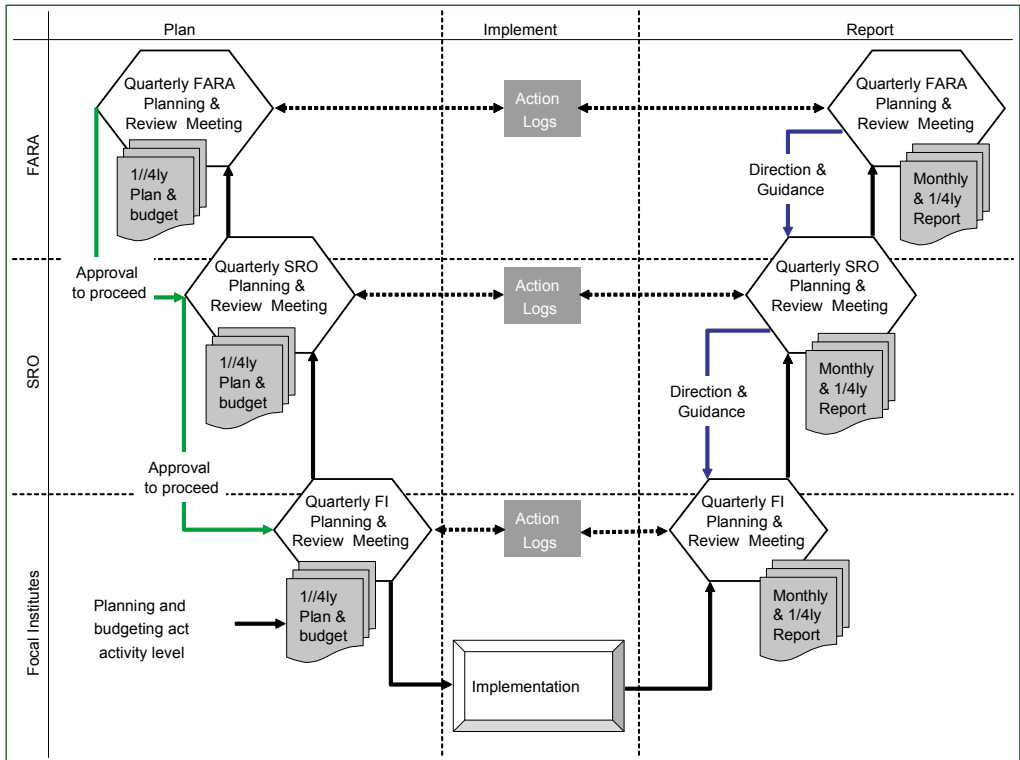 Plan
Implement
Report
FARA
Quarterly FARA
Planning &
Review Meeting
1//4ly
Plan &
budget
Action
Logs
Quarterly FARA
Planning &
Review Meeting
Monthly
& 1/4ly
Report
Direction &
Guidance
Approval
to proceed
SRO
Quarterly SRO
Planning &
Review Meeting
1//4ly
Plan &
budget
Action
Logs
Quarterly SRO
Planning &
Review Meeting
Monthly
& 1/4ly
Report
Direction &
Guidance
Approval
to proceed
Focal Institutes
Quarterly FI
Planning &
Review Meeting
1//4ly
Plan &
budget
Planning and
budgeting act
activity level
Action
Logs
Implementation
Quarterly FI
Planning &
Review Meeting
Monthly
& 1/4ly
Report